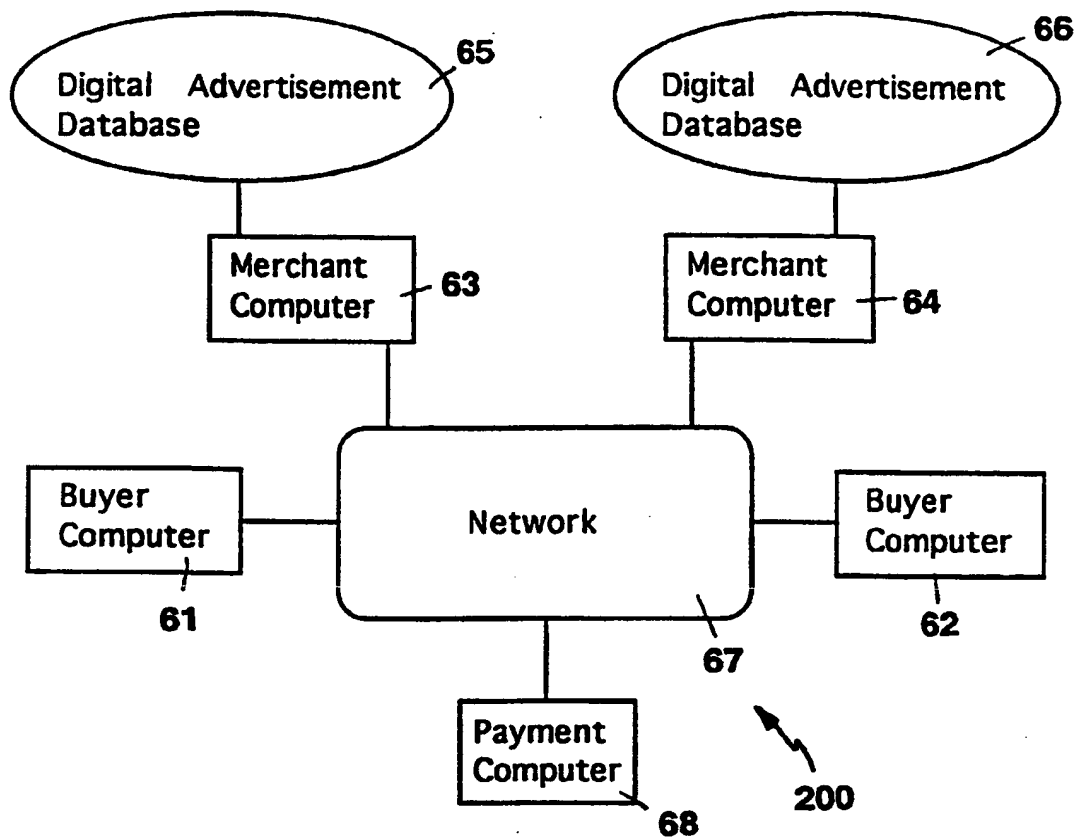 65
Digital Advertisement
Database
66
Digital Advertisement
Database
Merchant
Computer
63
Merchant
Computer
64
Buyer
Computer
61
Network
67
Buyer
Computer
62
Payment
Computer
68
200